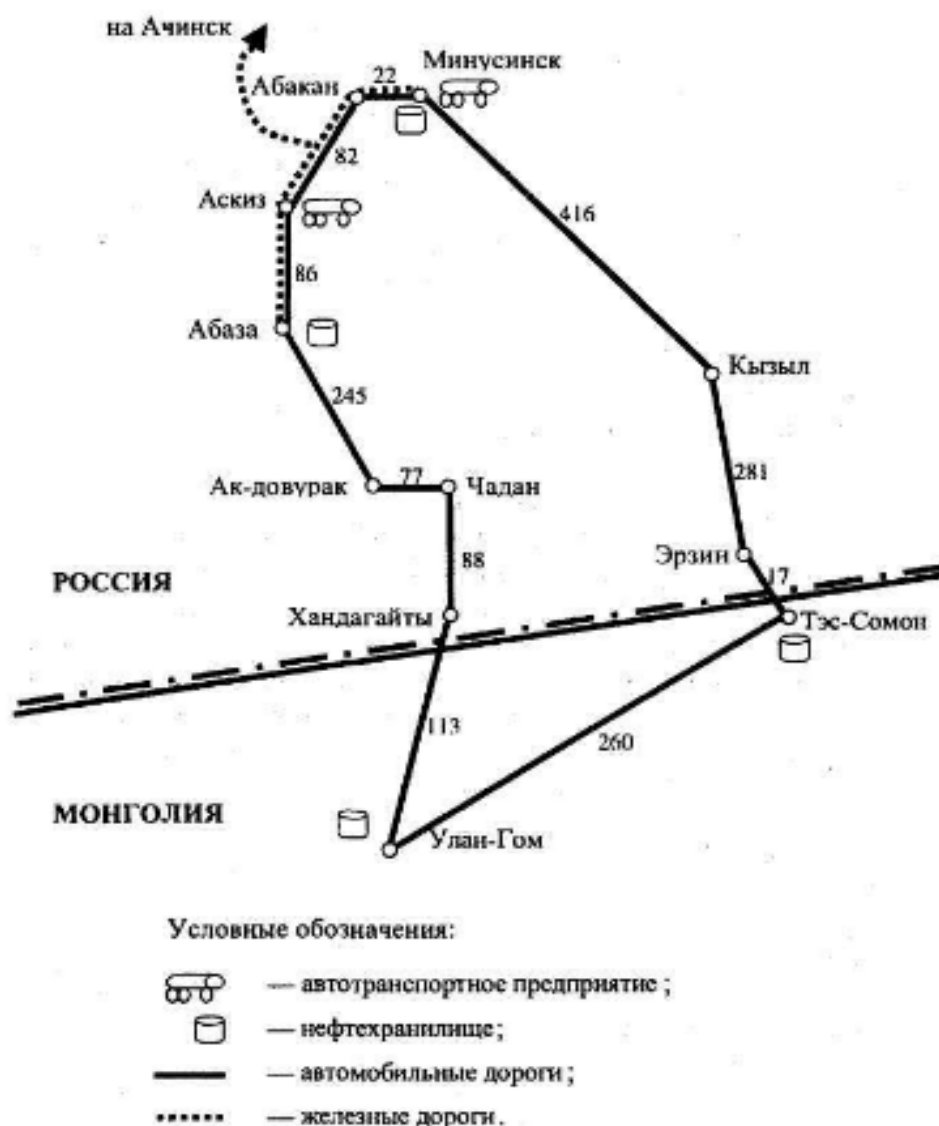 на Ачинск
Минусинск
Абакан
22
82
Аскиз
416
86
Абаза
Кызыл
245
Ак-довурак
77
Чадан
281
Эрзин
88
17
РОССИЯ
Хандагайты
Тэс-Сомон
113
260
МОНГОЛИЯ
Улан-Гом
Условные обозначения:
— автотранспортное предприятие;
— нефтехранилище;
— автомобильные дороги;
— железные дороги.